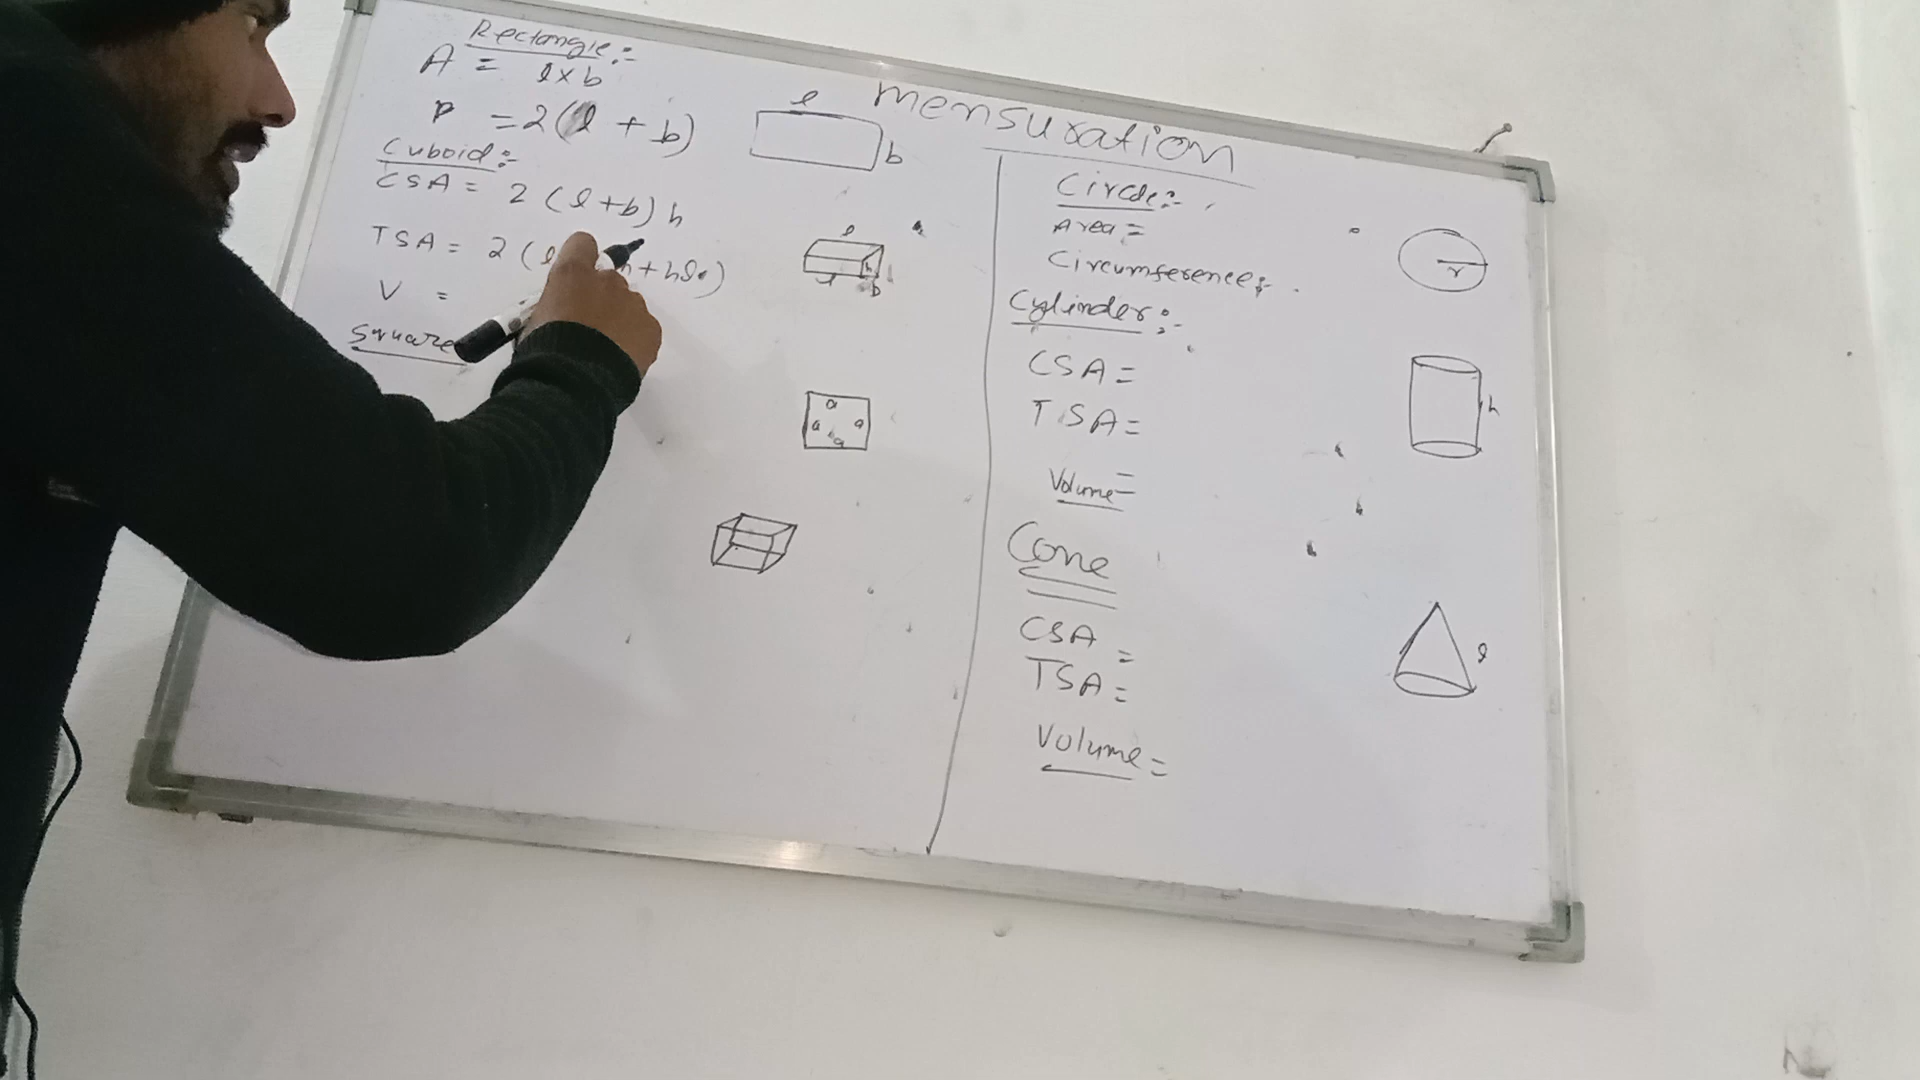 mensuration
Rectangle:-
A = l×b
P = 2(l + b)
l
b
Cuboid:-
CSA = 2 (l+b) h
TSA = 2 (l +hl)
l
h
l
b
V =
Square
a
a
a
a
Circle:-
Area =
Circumference:-
r
Cylinder:-
CSA =
TSA =
Volume =
h
Cone
CSA =
TSA =
Volume =
l